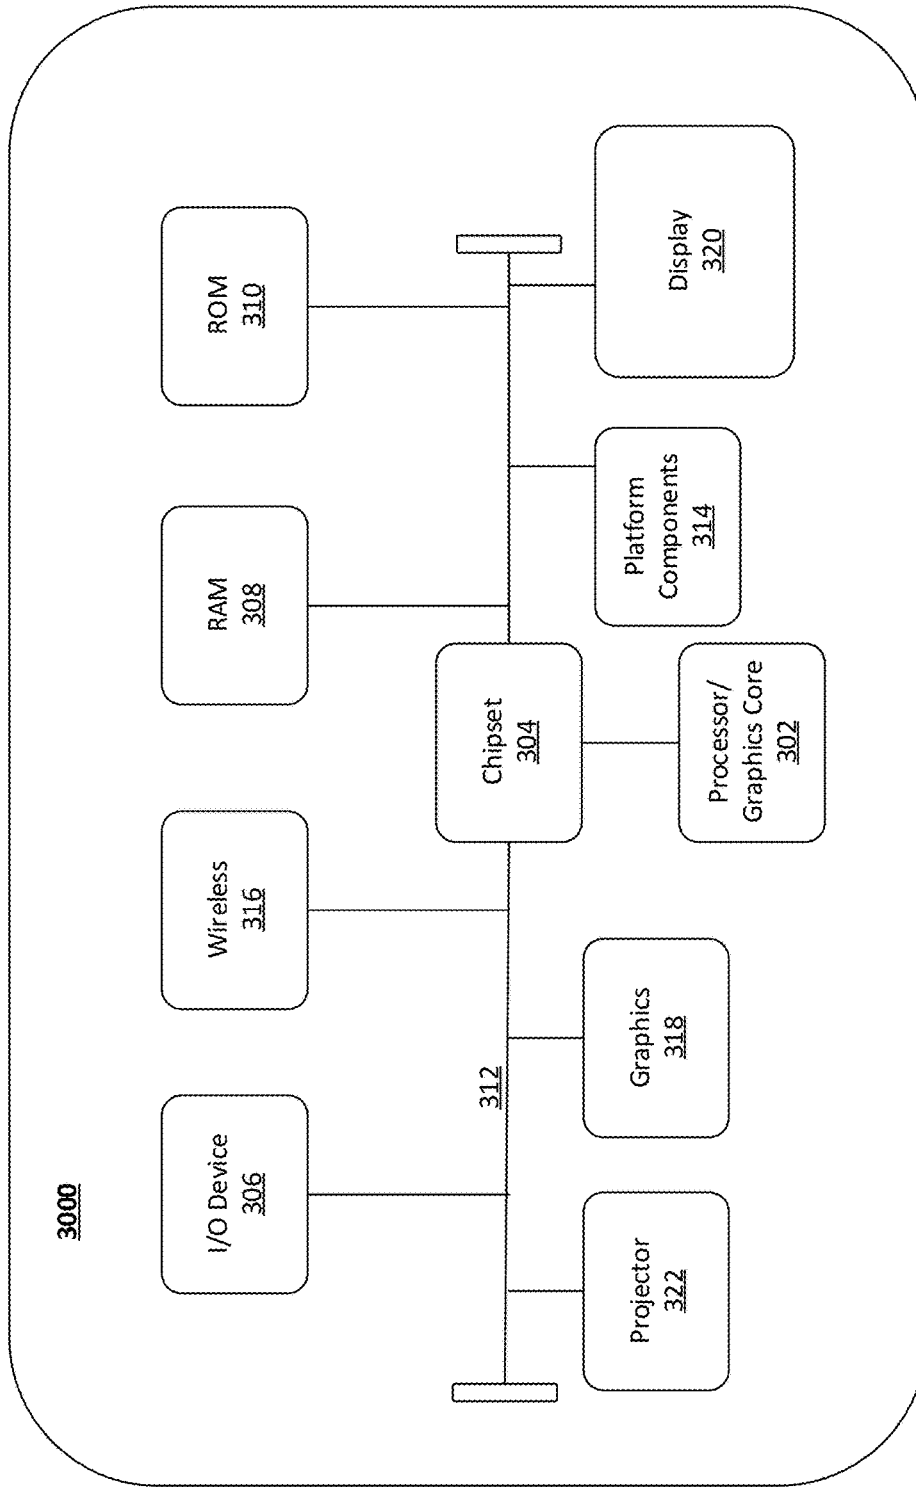 3000
I/O Device
306
Wireless
316
RAM
308
ROM
310
312
Chipset
304
Projector
322
Graphics
318
Processor/
Graphics Core
302
Platform
Components
314
Display
320